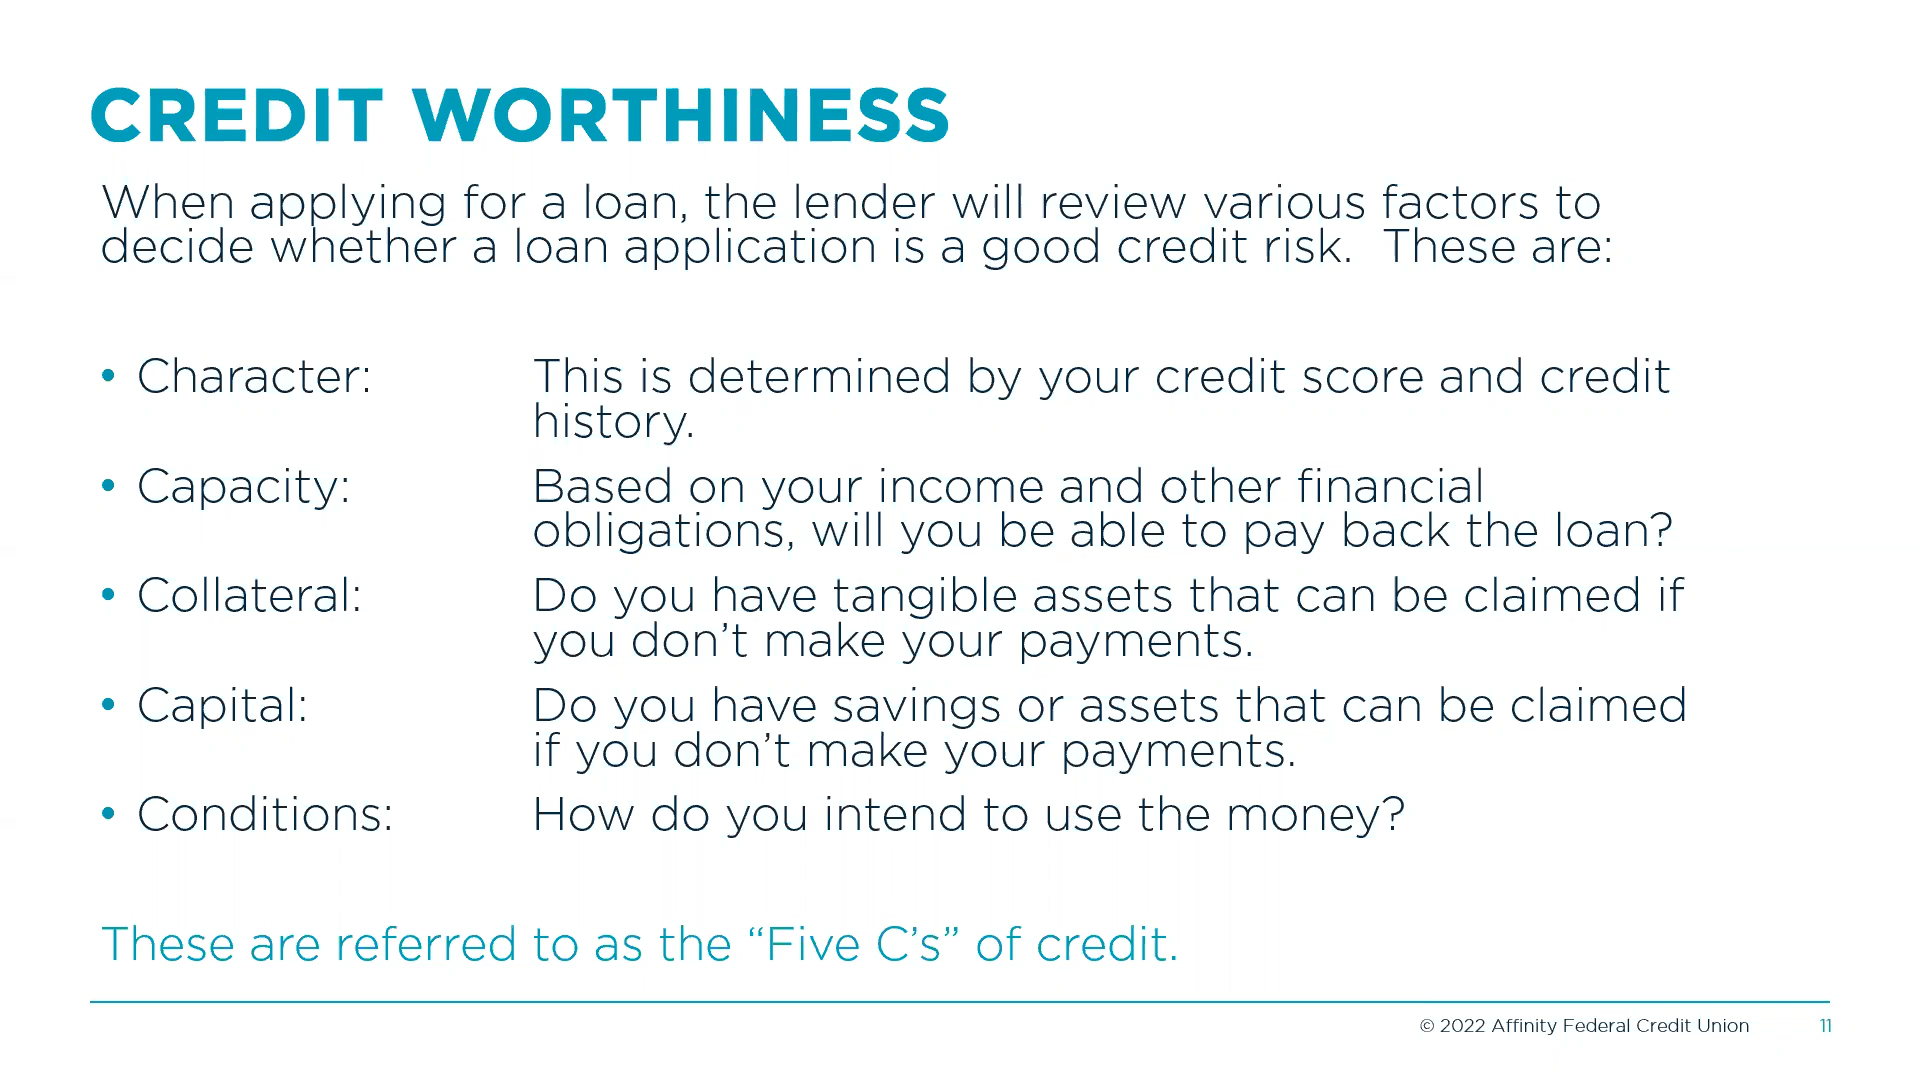 CREDIT WORTHINESS
When applying for a loan, the lender will review various factors to
decide whether a loan application is a good credit risk.  These are:
• Character: This is determined by your credit score and credit
history.
• Capacity: Based on your income and other financial
obligations, will you be able to pay back the loan?
• Collateral: Do you have tangible assets that can be claimed if
you don’t make your payments.
• Capital: Do you have savings or assets that can be claimed
if you don’t make your payments.
• Conditions: How do you intend to use the money?
These are referred to as the “Five C’s” of credit.
© 2022 Affinity Federal Credit Union 11